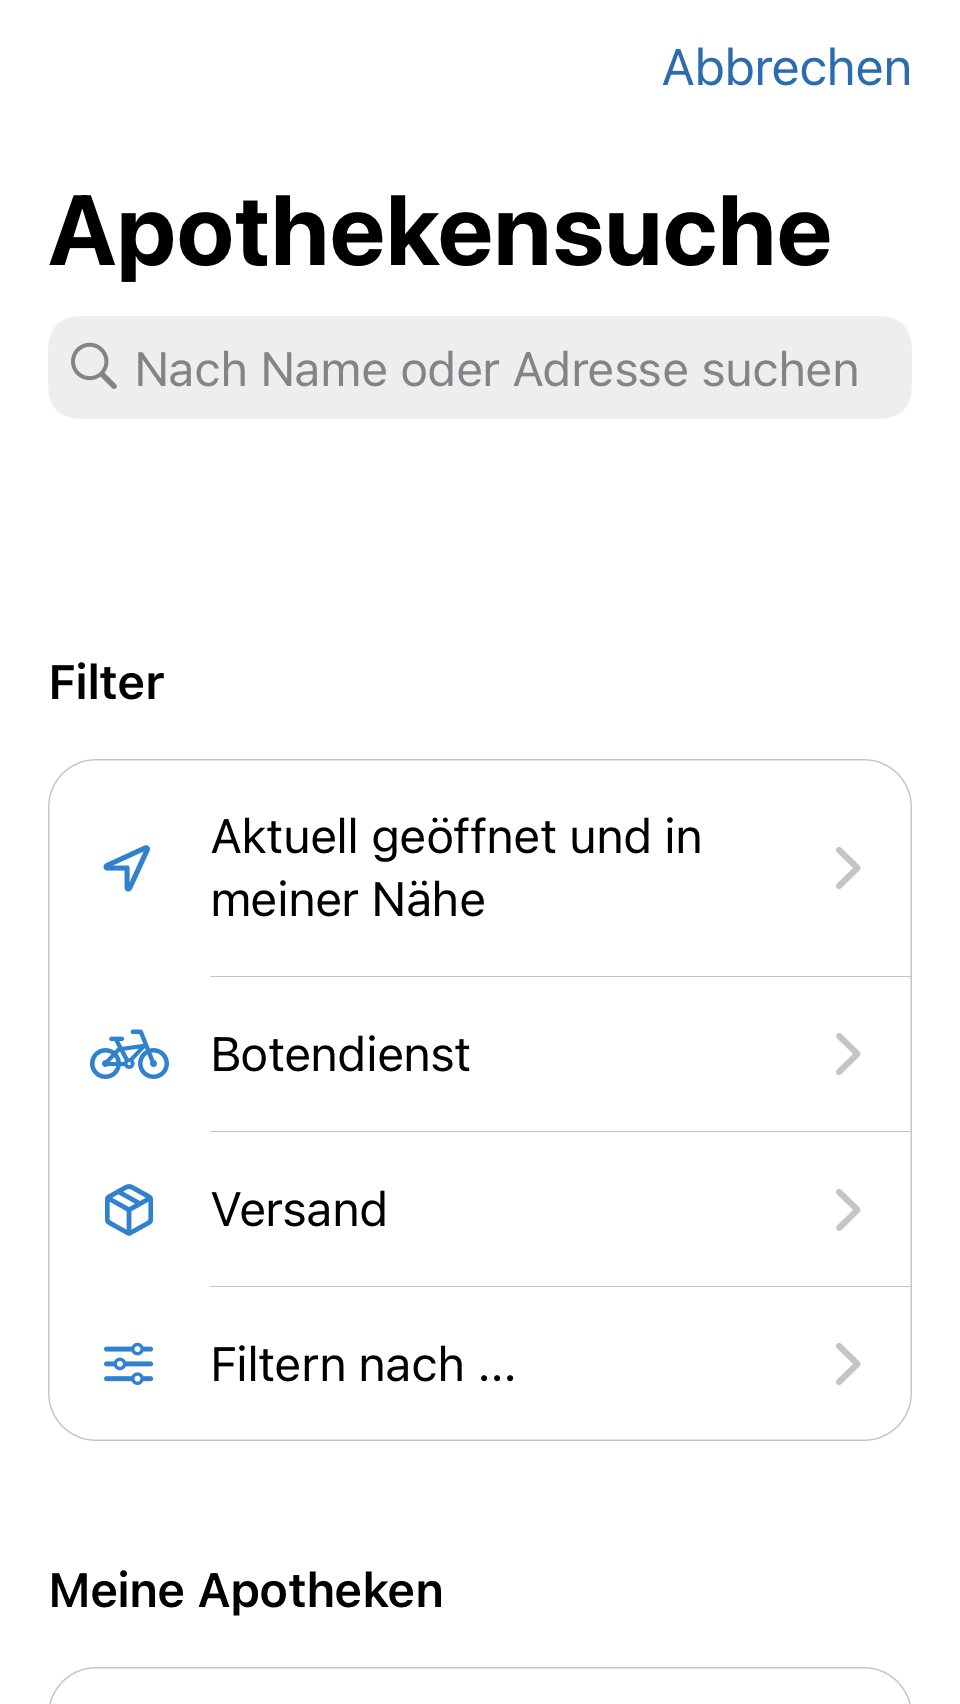 Abbrechen
Apothekensuche
Nach Name oder Adresse suchen
Filter
Aktuell geöffnet und in
meiner Nähe
Botendienst
Versand
Filtern nach ...
Meine Apotheken